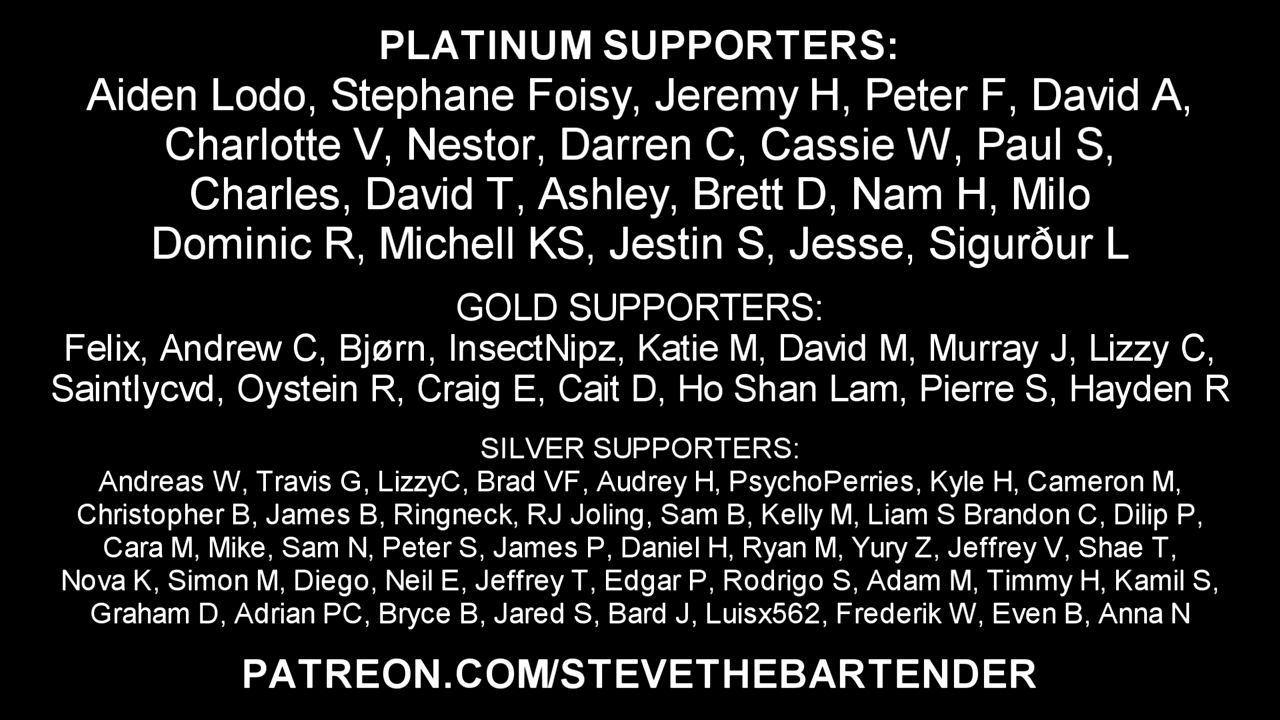 PLATINUM SUPPORTERS:
Aiden Lodo, Stephane Foisy, Jeremy H, Peter F, David A,
Charlotte V, Nestor, Darren C, Cassie W, Paul S,
Charles, David T, Ashley, Brett D, Nam H, Milo
Dominic R, Michell KS, Jestin S, Jesse, Sigurður L
GOLD SUPPORTERS:
Felix, Andrew C, Bjørn, InsectNipz, Katie M, David M, Murray J, Lizzy C,
Saintlycvd, Oystein R, Craig E, Cait D, Ho Shan Lam, Pierre S, Hayden R
SILVER SUPPORTERS:
Andreas W, Travis G, LizzyC, Brad VF, Audrey H, PsychoPerries, Kyle H, Cameron M,
Christopher B, James B, Ringneck, RJ Joling, Sam B, Kelly M, Liam S Brandon C, Dilip P,
Cara M, Mike, Sam N, Peter S, James P, Daniel H, Ryan M, Yury Z, Jeffrey V, Shae T,
Nova K, Simon M, Diego, Neil E, Jeffrey T, Edgar P, Rodrigo S, Adam M, Timmy H, Kamil S,
Graham D, Adrian PC, Bryce B, Jared S, Bard J, Luisx562, Frederik W, Even B, Anna N
PATREON.COM/STEVETHEBARTENDER